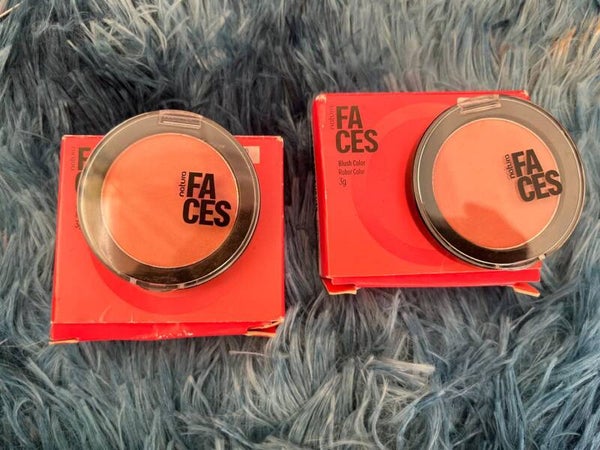 natura
FA
CES
natura
FA
CES
Blush Color
Rubor Color
3g
natura
FA
CES